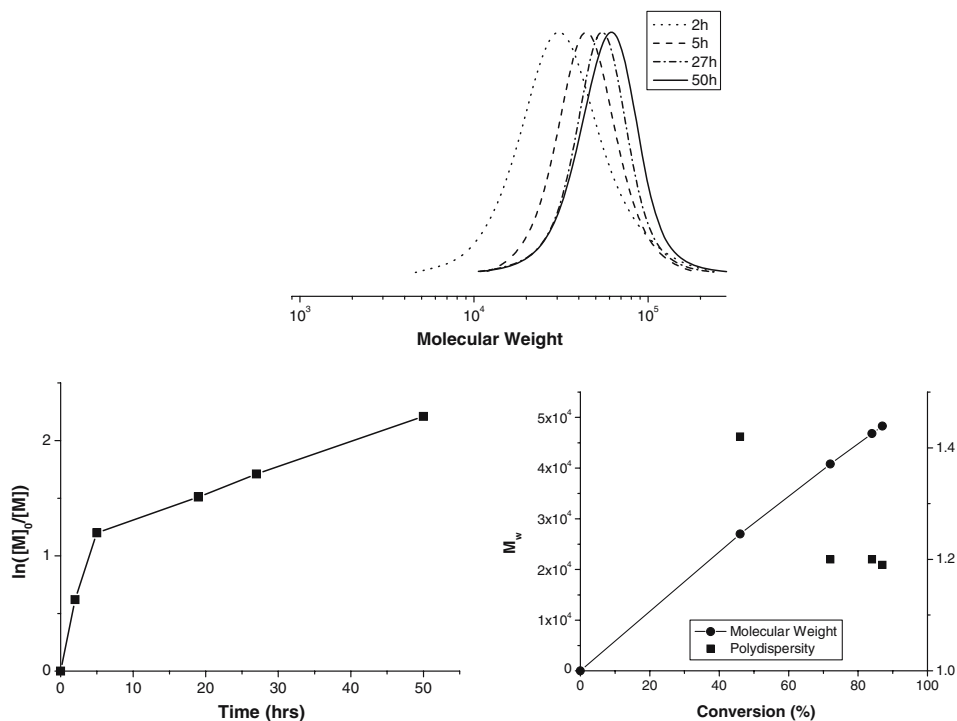 2h
5h
27h
50h
10³ 10⁴ 10⁵
Molecular Weight
2
1
0
ln([M]₀/[M])
0 10 20 30 40 50
Time (hrs)
5x10⁴
4x10⁴
3x10⁴
2x10⁴
1x10⁴
0
M_w
1.4
1.2
1.0
Molecular Weight
Polydispersity
0 20 40 60 80 100
Conversion (%)